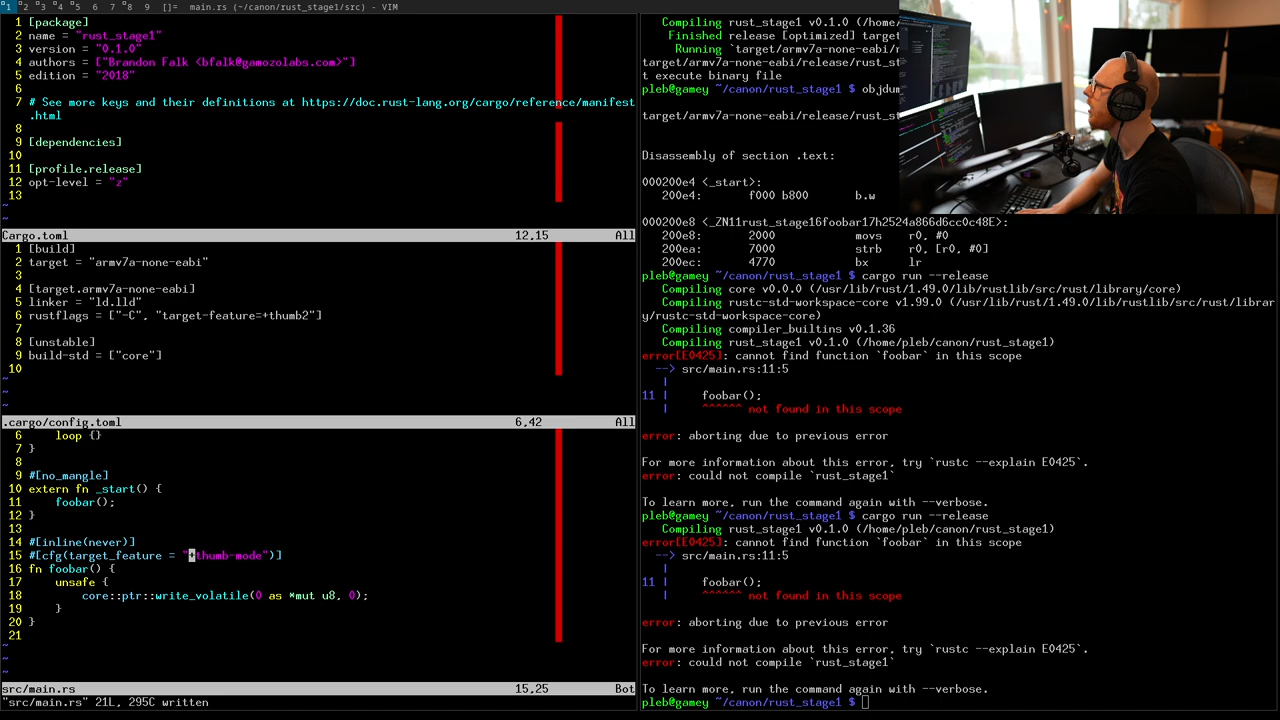 1 2 3 4 5 6 7 8 9 []= main.rs (~/canon/rust_stage1/src) - VIM
1 [package]
2 name = "rust_stage1"
3 version = "0.1.0"
4 authors = ["Brandon Falk <bfalk@gamozolabs.com>"]
5 edition = "2018"
6
7 # See more keys and their definitions at https://doc.rust-lang.org/cargo/reference/manifest
.html
8
9 [dependencies]
10
11 [profile.release]
12 opt-level = "z"
13
~
~
Cargo.toml 12,15 All
1 [build]
2 target = "armv7a-none-eabi"
3
4 [target.armv7a-none-eabi]
5 linker = "ld.lld"
6 rustflags = ["-C", "target-feature=+thumb2"]
7
8 [unstable]
9 build-std = ["core"]
10
~
~
~
.cargo/config.toml 6,42 All
6 loop {}
7 }
8
9 #[no_mangle]
10 extern fn _start() {
11 foobar();
12 }
13
14 #[inline(never)]
15 #[cfg(target_feature = "+thumb-mode")]
16 fn foobar() {
17 unsafe {
18 core::ptr::write_volatile(0 as *mut u8, 0);
19 }
20 }
21
~
~
~
src/main.rs 15,25 Bot
"src/main.rs" 21L, 295C written
Compiling rust_stage1 v0.1.0 (/home/
Finished release [optimized] target
Running `target/armv7a-none-eabi/r
target/armv7a-none-eabi/release/rust_st
t execute binary file
pleb@gamey ~/canon/rust_stage1 $ objdum
target/armv7a-none-eabi/release/rust_st
Disassembly of section .text:
000200e4 <_start>:
200e4: f000 b800 b.w
000200e8 <_ZN11rust_stage16foobar17h2524a866d6cc0c48E>:
200e8: 2000 movs r0, #0
200ea: 7000 strb r0, [r0, #0]
200ec: 4770 bx lr
pleb@gamey ~/canon/rust_stage1 $ cargo run --release
Compiling core v0.0.0 (/usr/lib/rust/1.49.0/lib/rustlib/src/rust/library/core)
Compiling rustc-std-workspace-core v1.99.0 (/usr/lib/rust/1.49.0/lib/rustlib/src/rust/librar
y/rustc-std-workspace-core)
Compiling compiler_builtins v0.1.36
Compiling rust_stage1 v0.1.0 (/home/pleb/canon/rust_stage1)
error[E0425]: cannot find function `foobar` in this scope
--> src/main.rs:11:5
|
11 | foobar();
| ^^^^^^ not found in this scope
error: aborting due to previous error
For more information about this error, try `rustc --explain E0425`.
error: could not compile `rust_stage1`
To learn more, run the command again with --verbose.
pleb@gamey ~/canon/rust_stage1 $ cargo run --release
Compiling rust_stage1 v0.1.0 (/home/pleb/canon/rust_stage1)
error[E0425]: cannot find function `foobar` in this scope
--> src/main.rs:11:5
|
11 | foobar();
| ^^^^^^ not found in this scope
error: aborting due to previous error
For more information about this error, try `rustc --explain E0425`.
error: could not compile `rust_stage1`
To learn more, run the command again with --verbose.
pleb@gamey ~/canon/rust_stage1 $